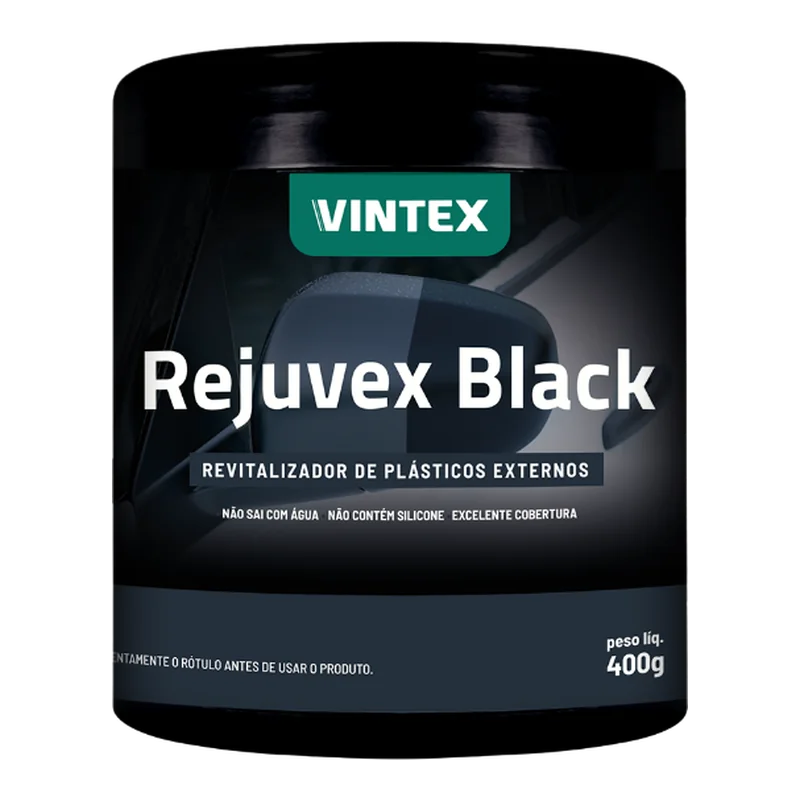 VINTEX
Rejuvex Black
REVITALIZADOR DE PLÁSTICOS EXTERNOS
NÃO SAI COM ÁGUA NÃO CONTÉM SILICONE EXCELENTE COBERTURA
peso líq.
400g
O RÓTULO ANTES DE USAR O PRODUTO.